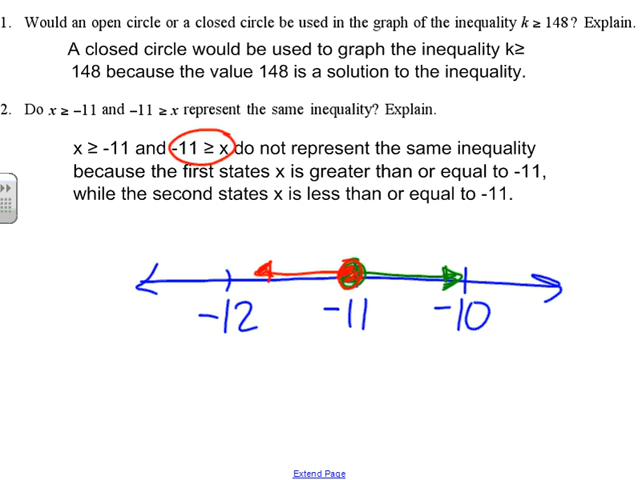 1. Would an open circle or a closed circle be used in the graph of the inequality k ≥ 148? Explain.
A closed circle would be used to graph the inequality k≥
148 because the value 148 is a solution to the inequality.
2. Do x ≥ −11 and −11 ≥ x represent the same inequality? Explain.
x ≥ -11 and -11 ≥ x do not represent the same inequality
because the first states x is greater than or equal to -11,
while the second states x is less than or equal to -11.
-12 -11 -10
Extend Page